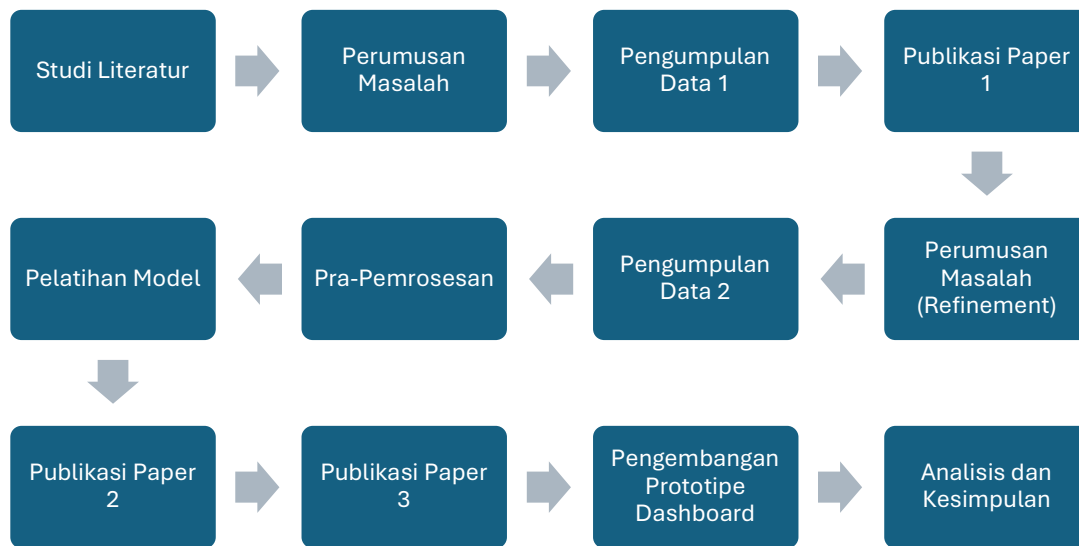 Studi Literatur
Perumusan
Masalah
Pengumpulan
Data 1
Publikasi Paper
1
Perumusan
Masalah
(Refinement)
Pengumpulan
Data 2
Pra-Pemrosesan
Pelatihan Model
Publikasi Paper
2
Publikasi Paper
3
Pengembangan
Prototipe
Dashboard
Analisis dan
Kesimpulan